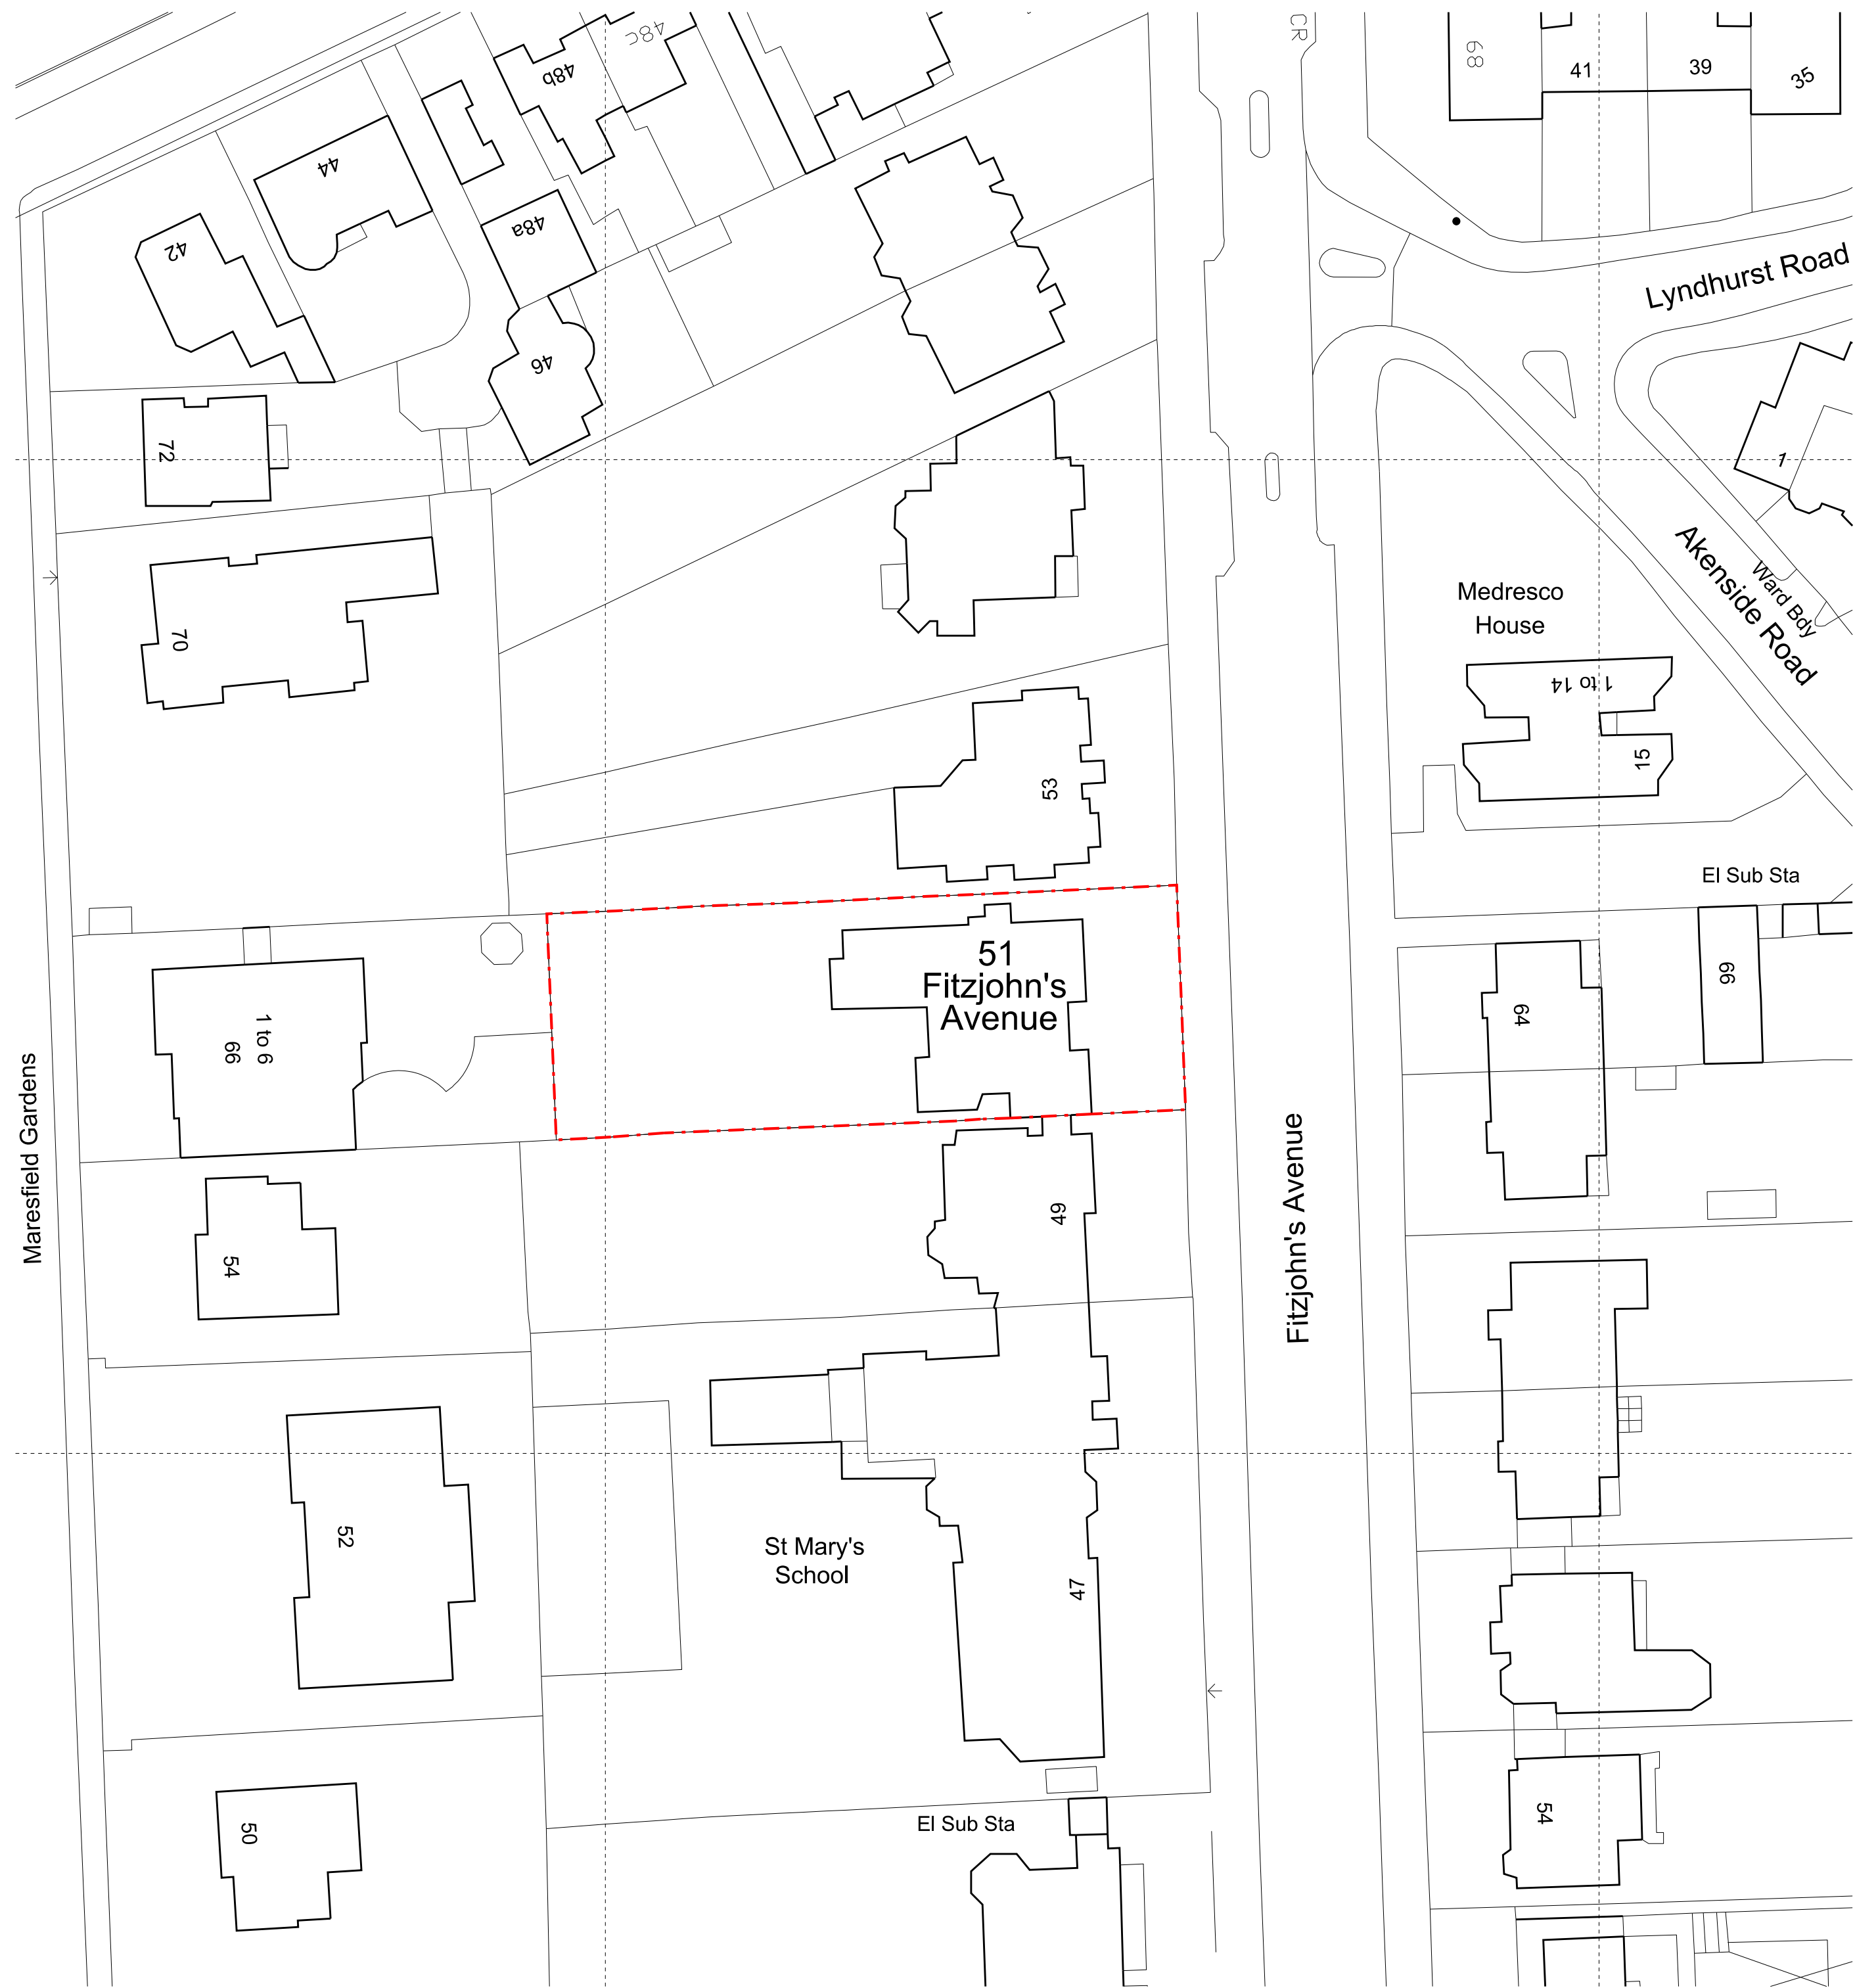 48c
CR
48b
68
41
39
35
44
48a
42
Lyndhurst Road
46
72
1
Akenside Road
Ward Bdy
Medresco
House
70
1 to 14
15
53
El Sub Sta
51
Fitzjohn's
Avenue
66
64
1 to 6
66
Maresfield Gardens
Fitzjohn's Avenue
49
54
52
St Mary's
School
47
54
50
El Sub Sta